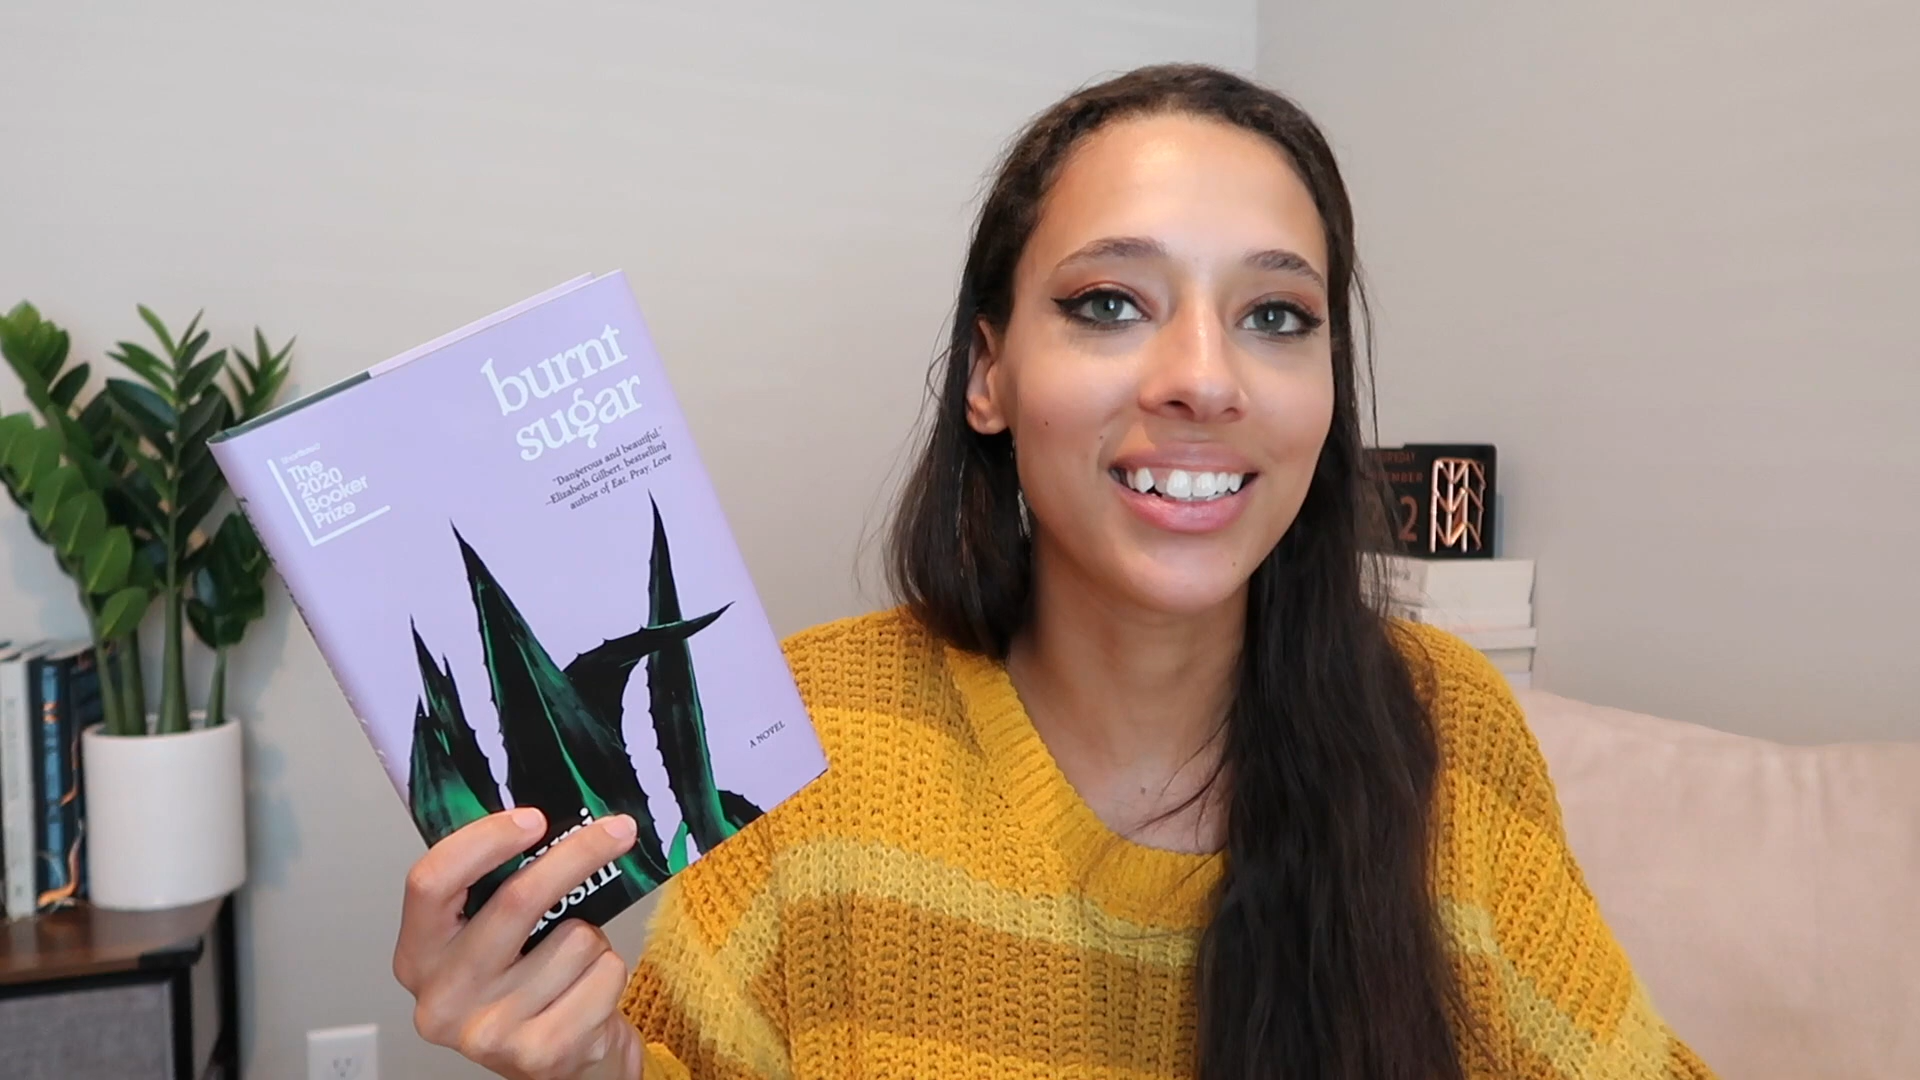 burnt
sugar
"Dangerous and beautiful."
—Elizabeth Gilbert, bestselling
author of Eat, Pray, Love
Shortlisted
The
2020
Booker
Prize
A NOVEL